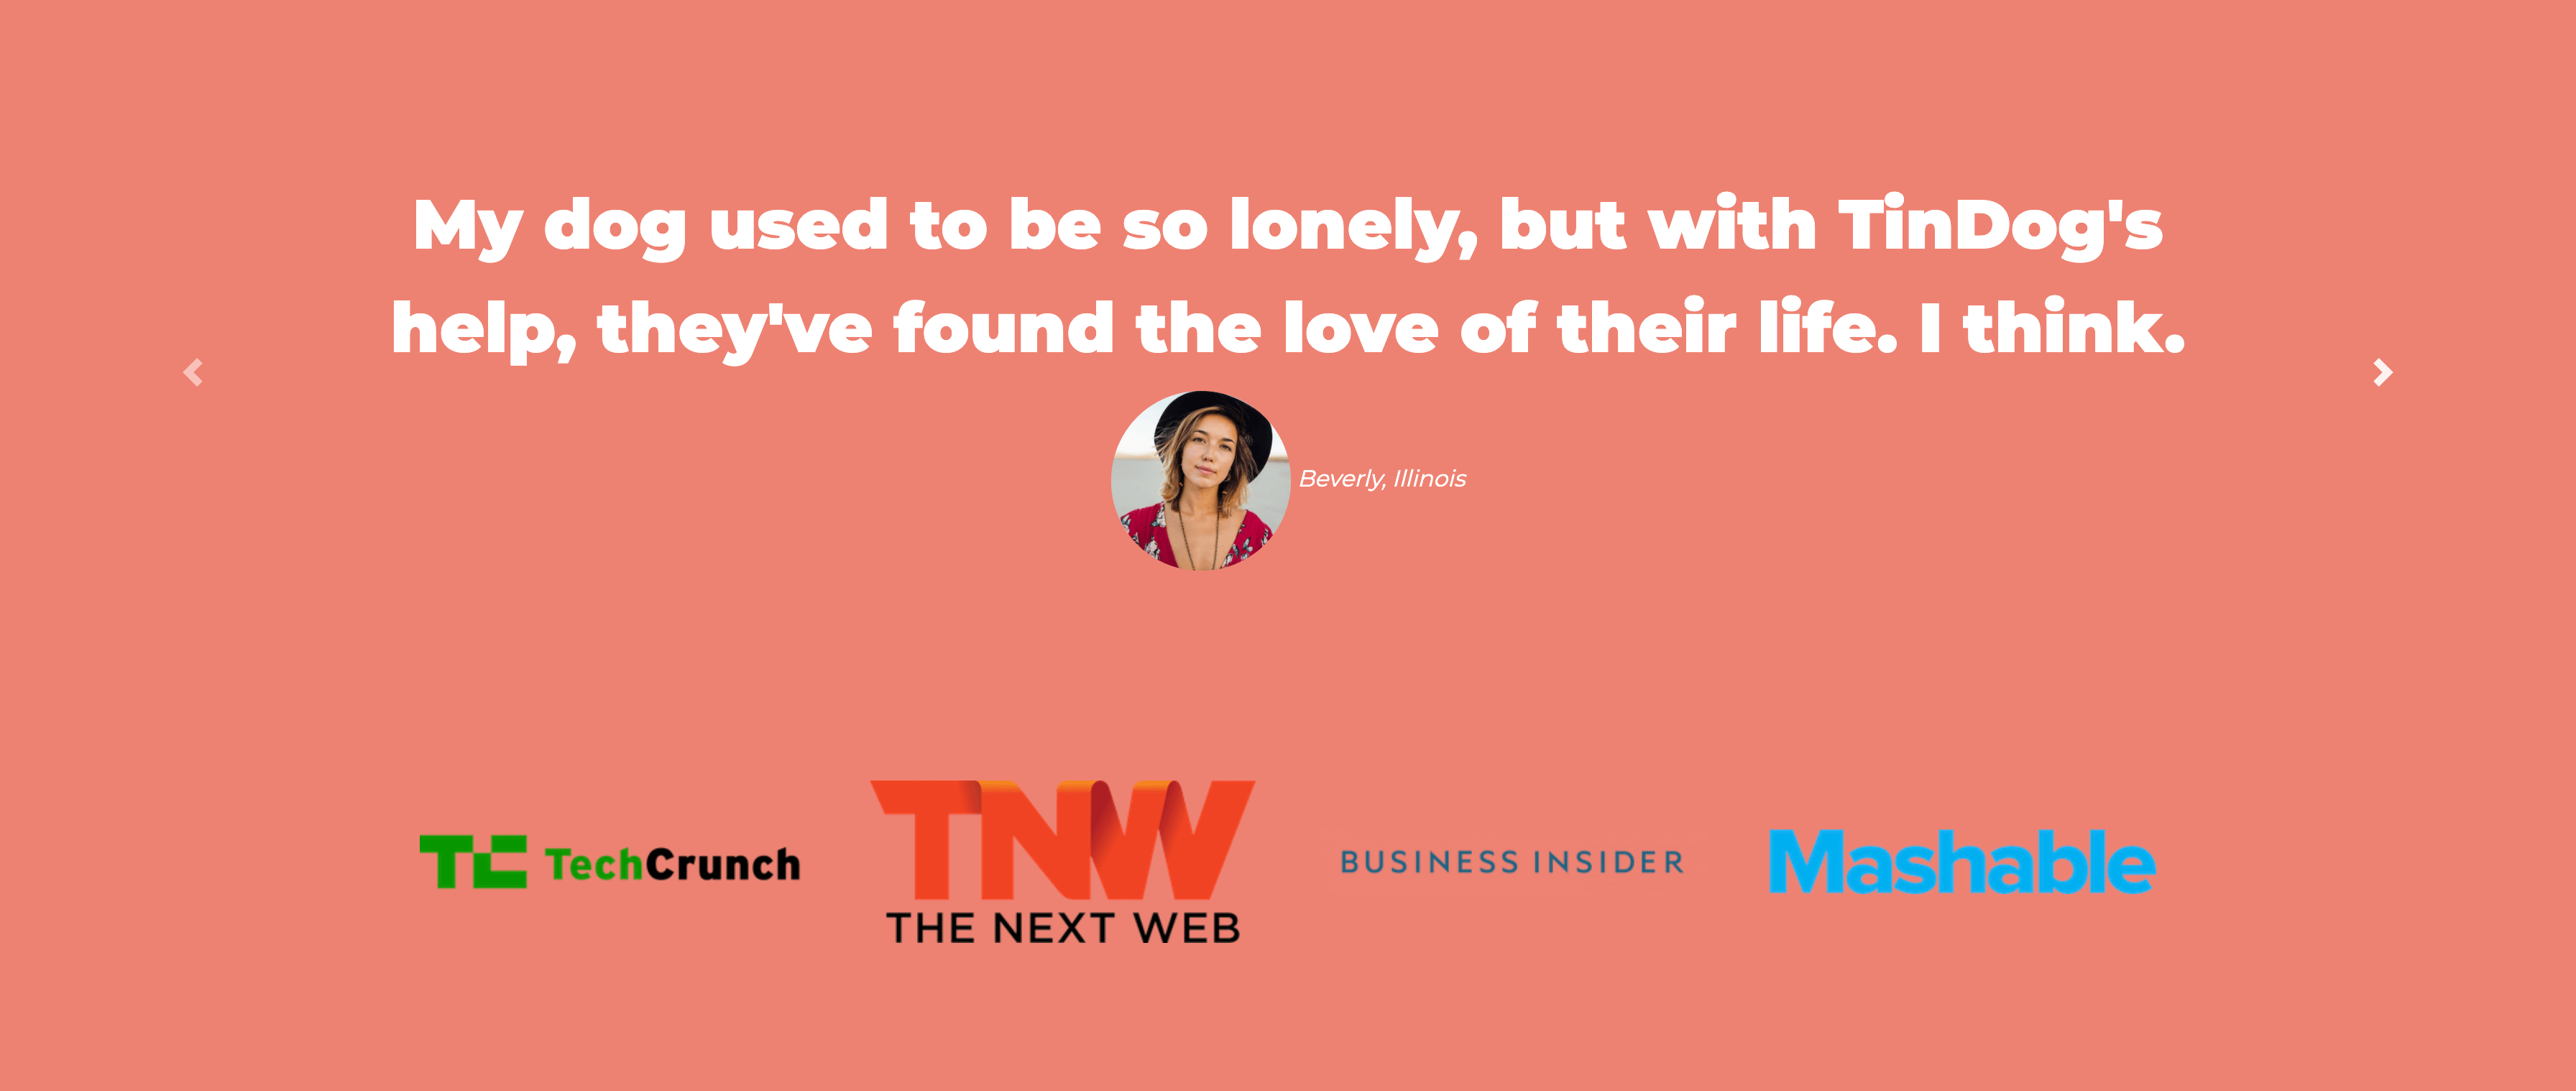 My dog used to be so lonely, but with TinDog's
help, they've found the love of their life. I think.
Beverly, Illinois
TC TechCrunch
TNW
THE NEXT WEB
BUSINESS INSIDER
Mashable